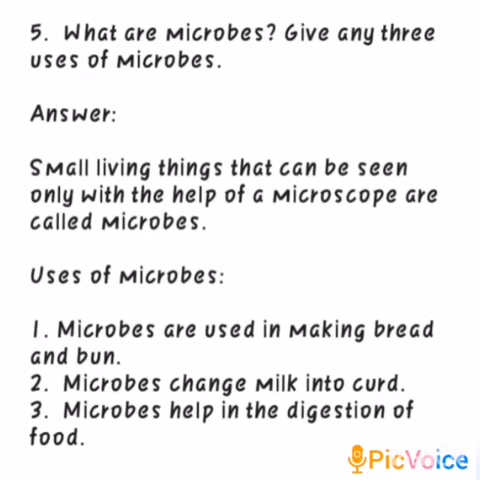 5. What are microbes? Give any three
uses of microbes.
Answer:
Small living things that can be seen
only with the help of a microscope are
called microbes.
Uses of microbes:
1. Microbes are used in making bread
and bun.
2. Microbes change milk into curd.
3. Microbes help in the digestion of
food.
PicVoice